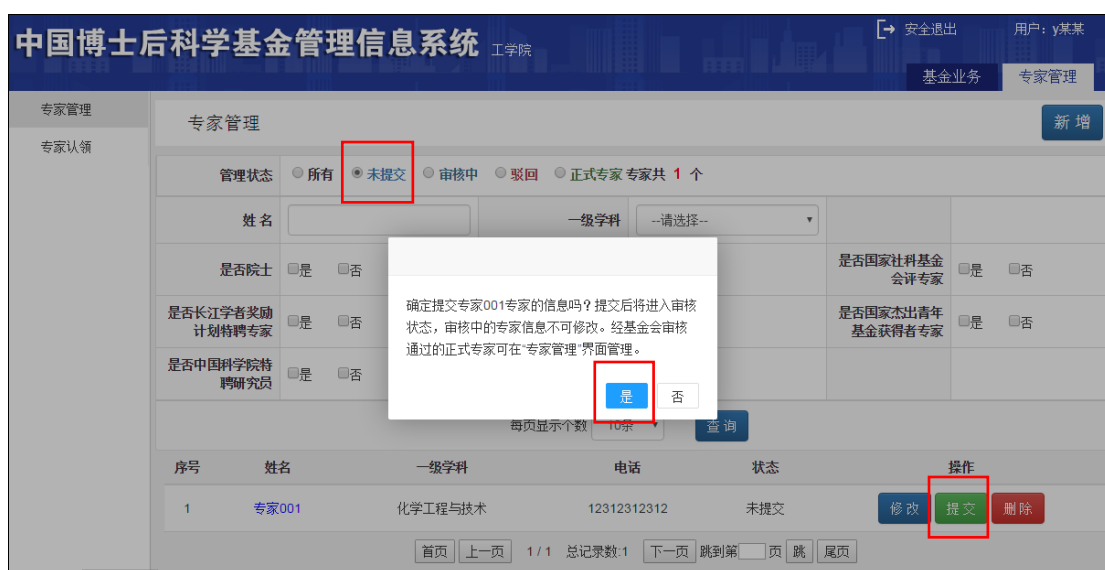 中国博士后科学基金管理信息系统 工学院
安全退出 用户：y某某
基金业务 专家管理
专家管理
专家认领
专家管理 新 增
管理状态 所有 未提交 审核中 驳回 正式专家 专家共 1 个
姓 名 一级学科 --请选择--
是否院士 是 否 是否国家社科基金
会评专家 是 否
是否长江学者奖励
计划特聘专家 是 否 是否国家杰出青年
基金获得者专家 是 否
是否中国科学院特
聘研究员 是 否
确定提交专家001专家的信息吗？提交后将进入审核
状态，审核中的专家信息不可修改。经基金会审核
通过的正式专家可在“专家管理”界面管理。
是 否
每页显示个数 10条 查 询
序号 姓名 一级学科 电话 状态 操作
1 专家001 化学工程与技术 12312312312 未提交 修 改 提 交 删 除
首页 上一页 1 / 1 总记录数:1 下一页 跳到第 页 跳 尾页